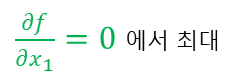 ∂f/∂x₁ = 0 에서 최대